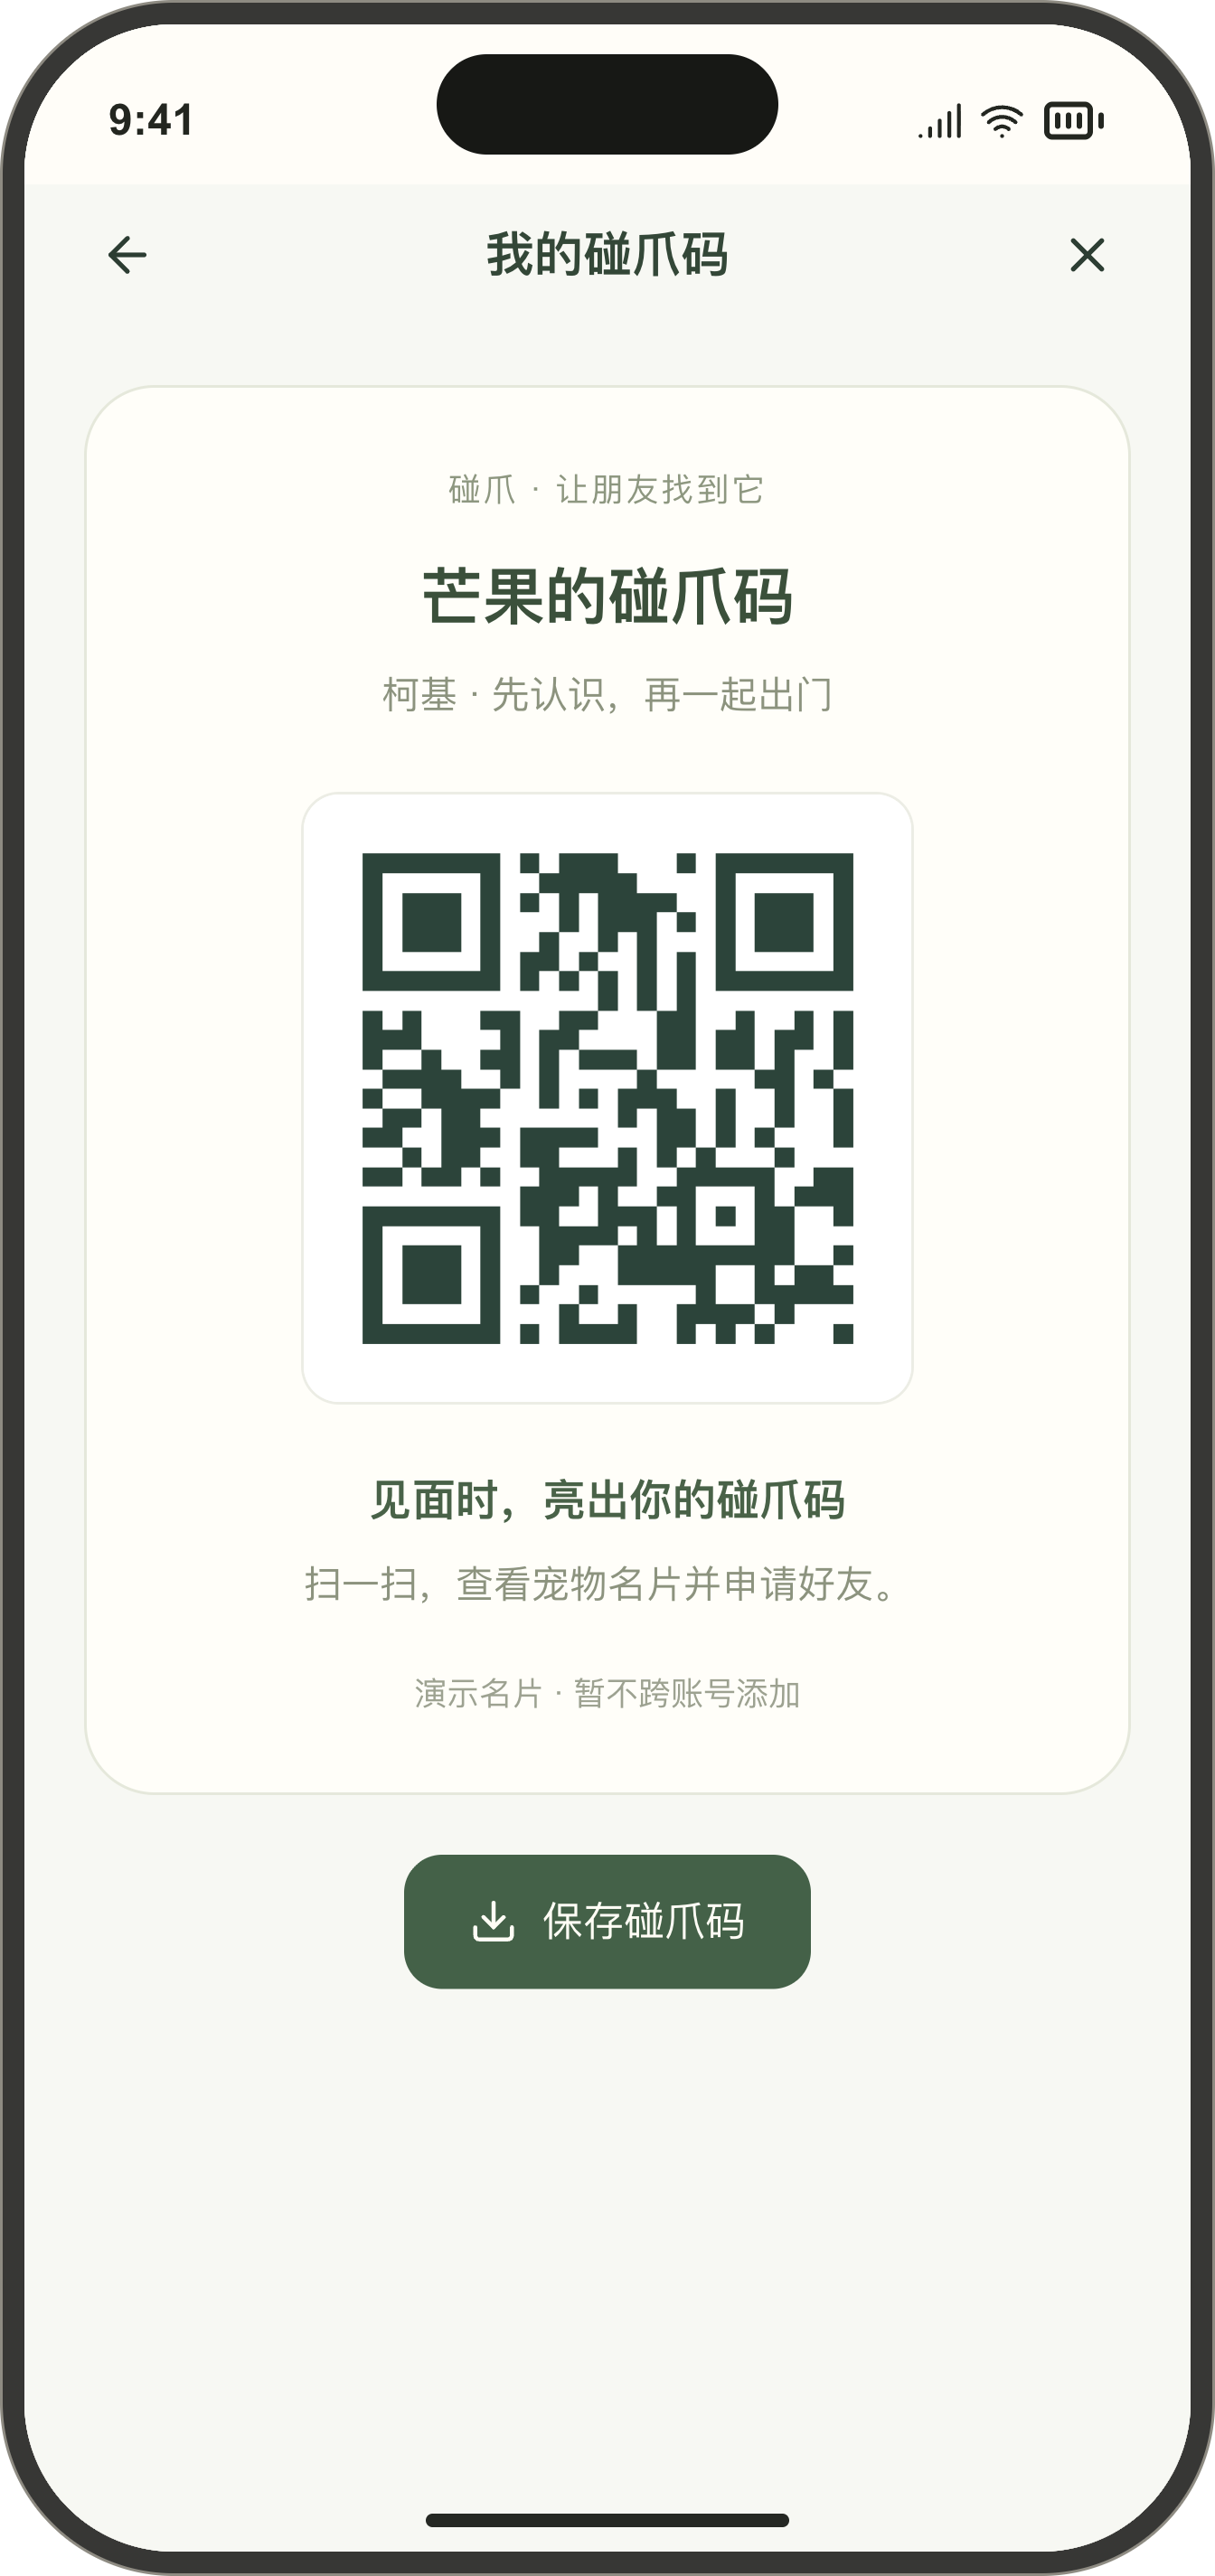 9:41
我的碰爪码
碰爪 · 让朋友找到它
芒果的碰爪码
柯基 · 先认识，再一起出门
见面时，亮出你的碰爪码
扫一扫，查看宠物名片并申请好友。
演示名片 · 暂不跨账号添加
保存碰爪码